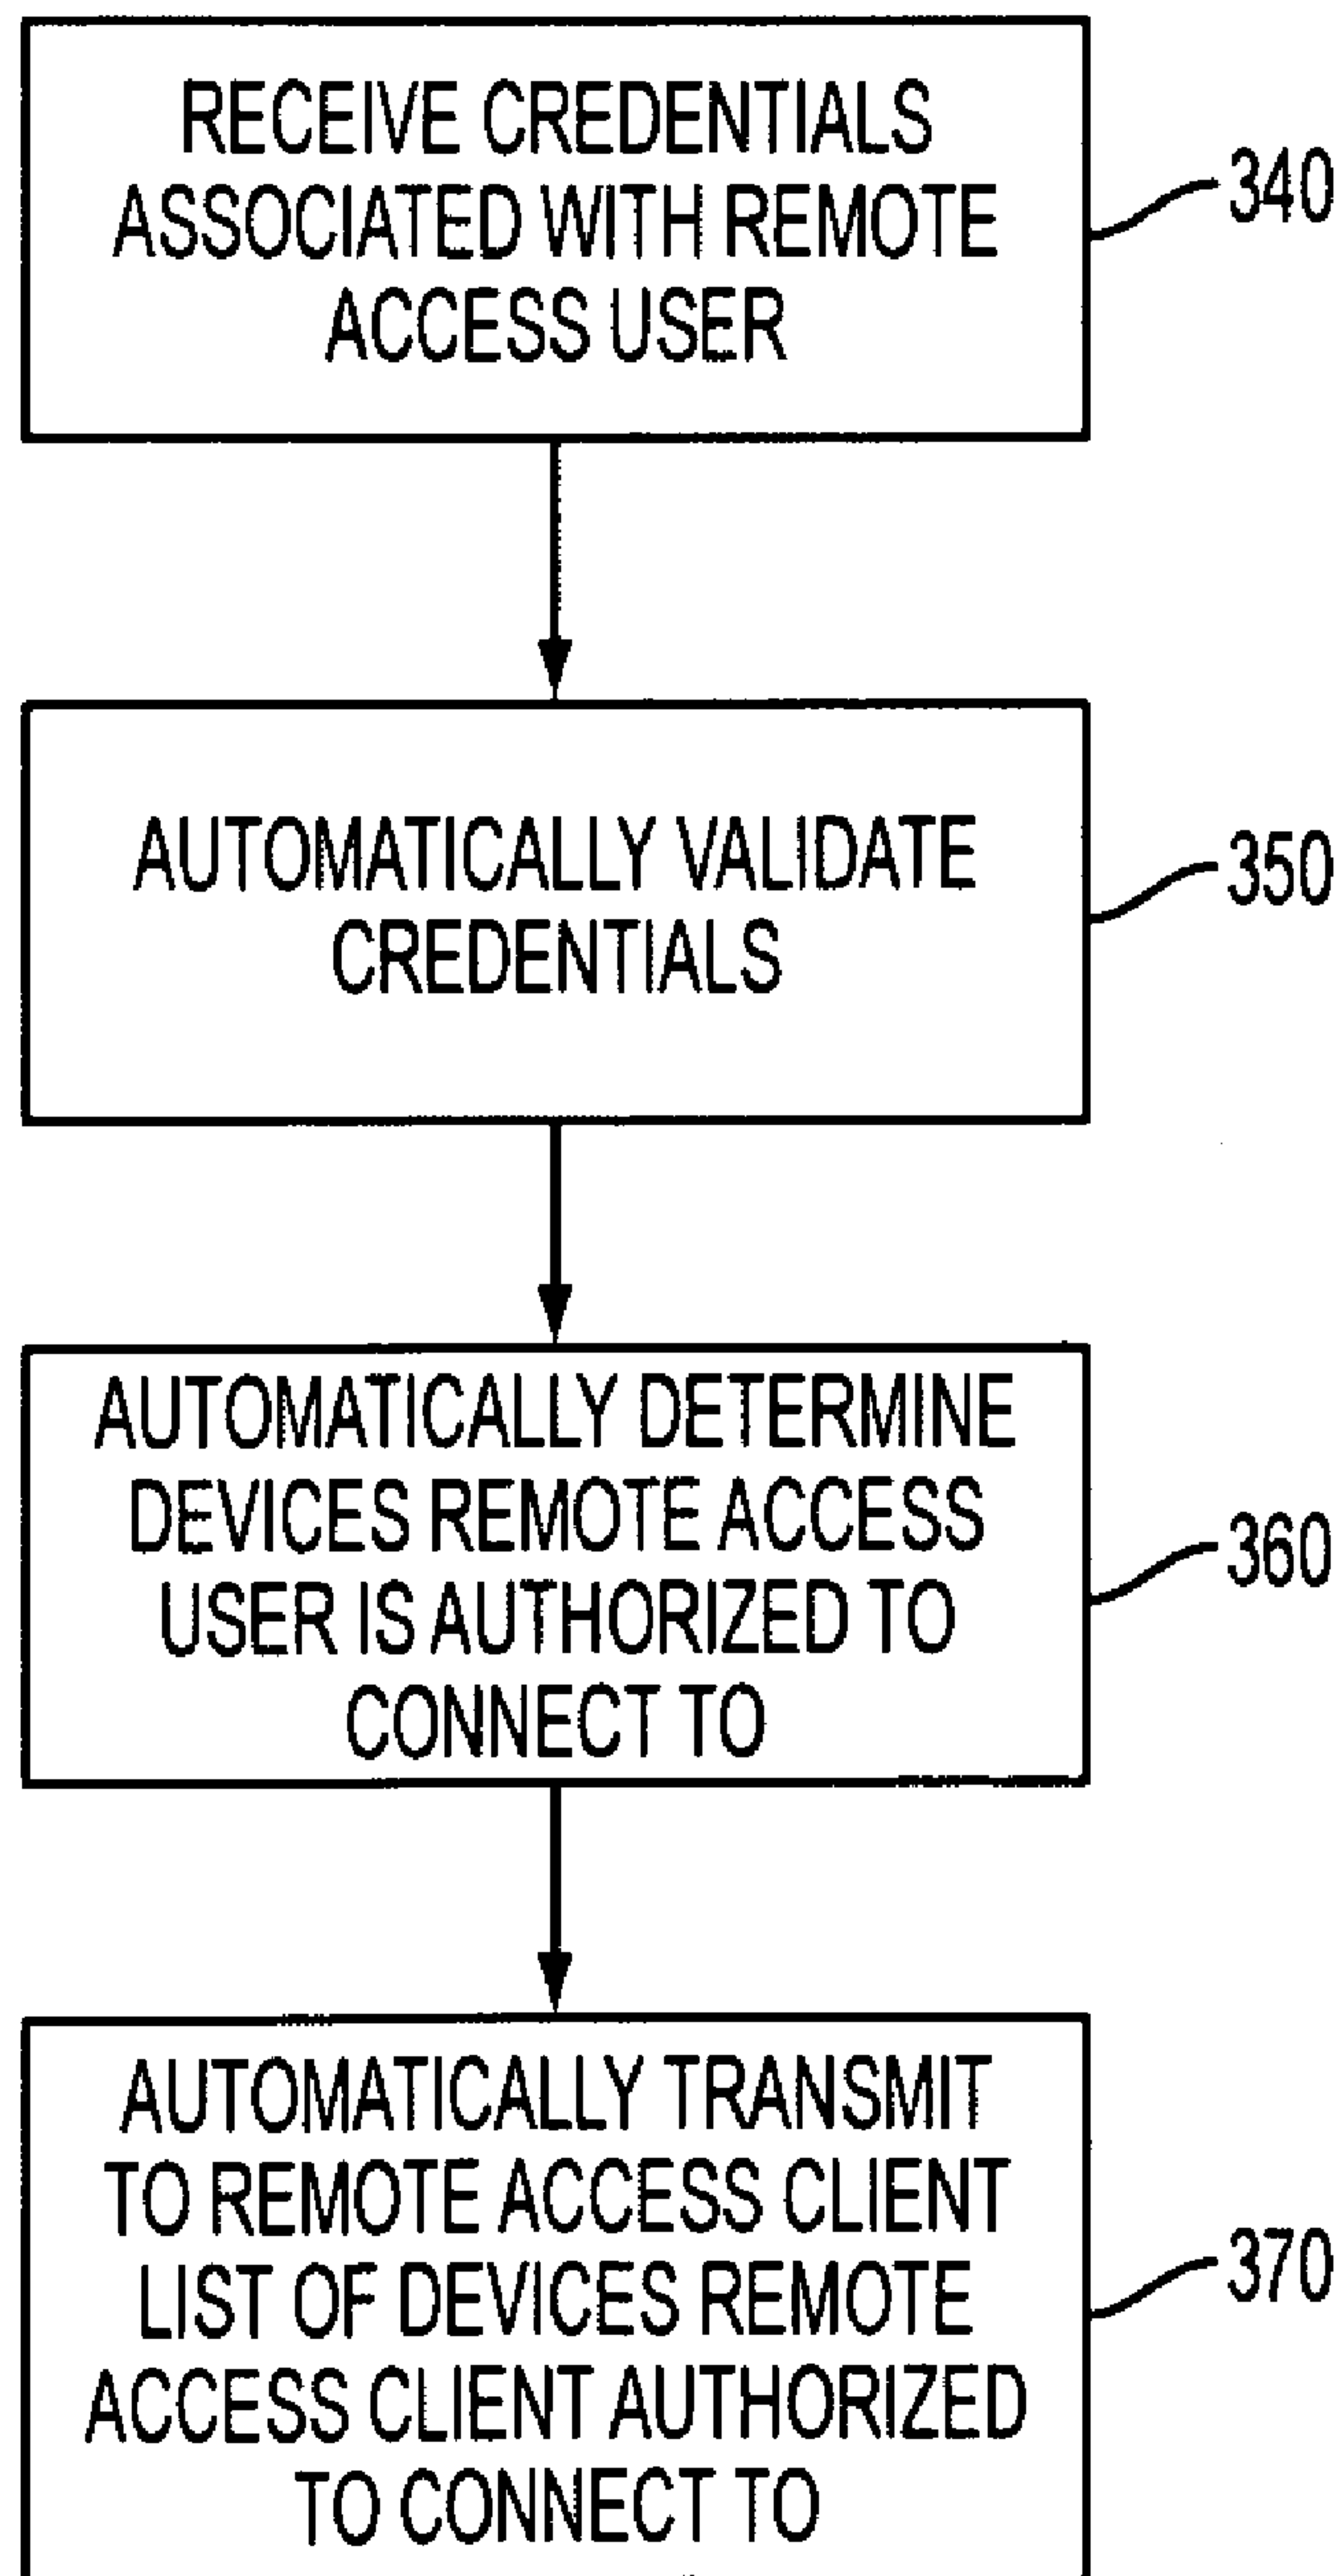 RECEIVE CREDENTIALS
ASSOCIATED WITH REMOTE
ACCESS USER
340
AUTOMATICALLY VALIDATE
CREDENTIALS
350
AUTOMATICALLY DETERMINE
DEVICES REMOTE ACCESS
USER IS AUTHORIZED TO
CONNECT TO
360
AUTOMATICALLY TRANSMIT
TO REMOTE ACCESS CLIENT
LIST OF DEVICES REMOTE
ACCESS CLIENT AUTHORIZED
TO CONNECT TO
370